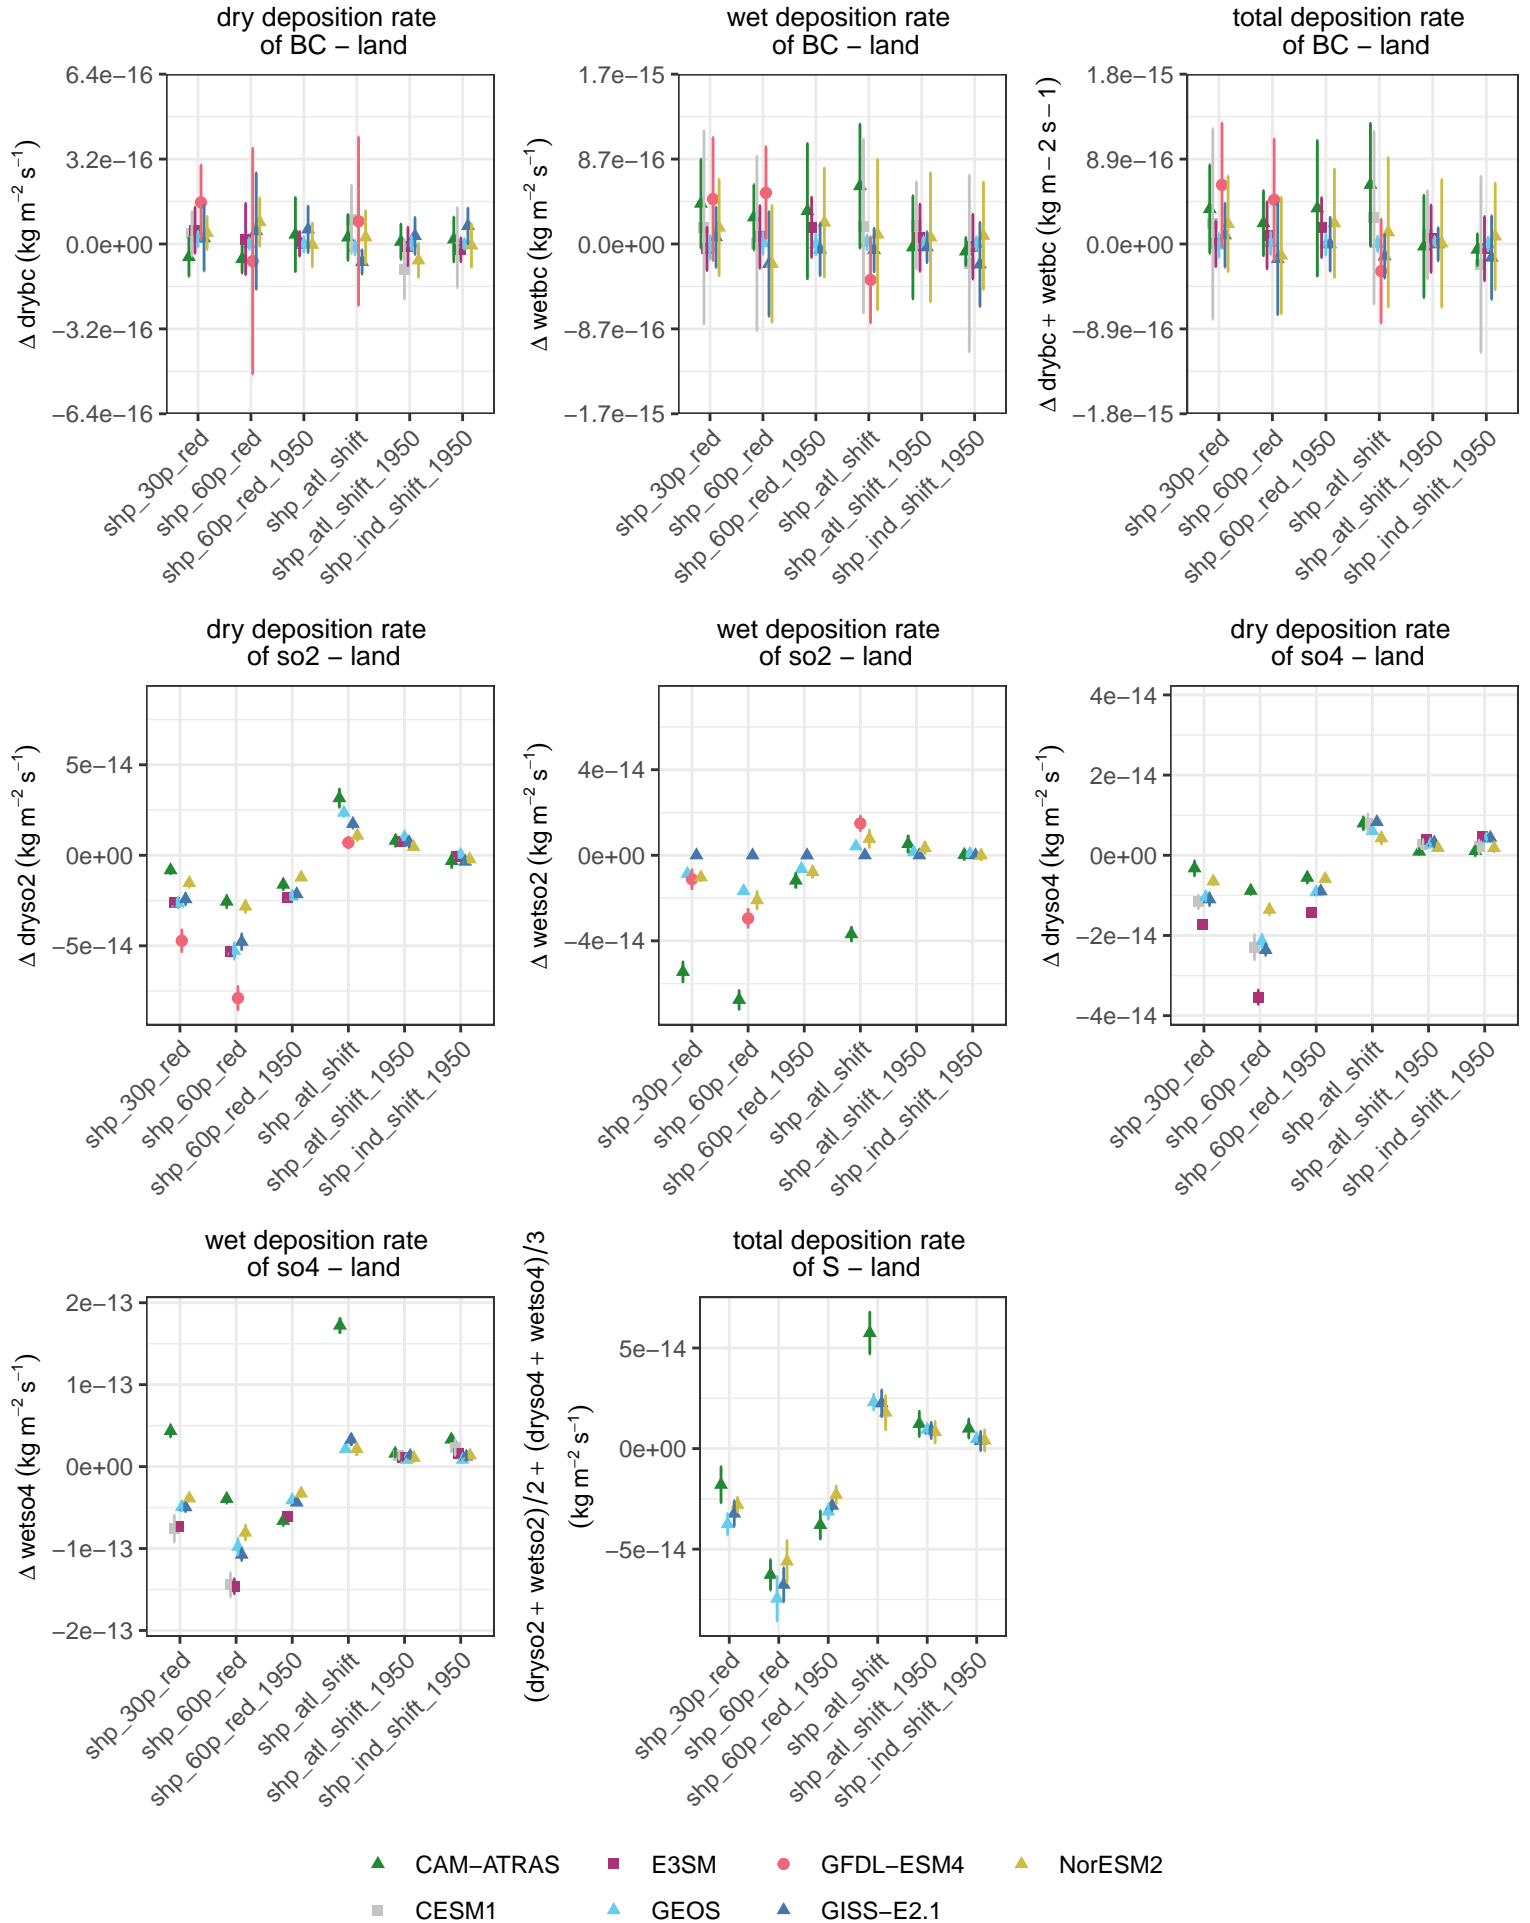 dry deposition rate
of BC − land
wet deposition rate
of BC − land
total deposition rate
of BC − land
Δ drybc (kg m−2 s−1)
6.4e−16
3.2e−16
0.0e+00
−3.2e−16
−6.4e−16
shp_30p_red
shp_60p_red
shp_60p_red_1950
shp_atl_shift
shp_atl_shift_1950
shp_ind_shift_1950
Δ wetbc (kg m−2 s−1)
1.7e−15
8.7e−16
0.0e+00
−8.7e−16
−1.7e−15
shp_30p_red
shp_60p_red
shp_60p_red_1950
shp_atl_shift
shp_atl_shift_1950
shp_ind_shift_1950
Δ drybc + wetbc (kg m − 2 s − 1)
1.8e−15
8.9e−16
0.0e+00
−8.9e−16
−1.8e−15
shp_30p_red
shp_60p_red
shp_60p_red_1950
shp_atl_shift
shp_atl_shift_1950
shp_ind_shift_1950
dry deposition rate
of so2 − land
wet deposition rate
of so2 − land
dry deposition rate
of so4 − land
Δ dryso2 (kg m−2 s−1)
5e−14
0e+00
−5e−14
shp_30p_red
shp_60p_red
shp_60p_red_1950
shp_atl_shift
shp_atl_shift_1950
shp_ind_shift_1950
Δ wetso2 (kg m−2 s−1)
4e−14
0e+00
−4e−14
shp_30p_red
shp_60p_red
shp_60p_red_1950
shp_atl_shift
shp_atl_shift_1950
shp_ind_shift_1950
Δ dryso4 (kg m−2 s−1)
4e−14
2e−14
0e+00
−2e−14
−4e−14
shp_30p_red
shp_60p_red
shp_60p_red_1950
shp_atl_shift
shp_atl_shift_1950
shp_ind_shift_1950
wet deposition rate
of so4 − land
total deposition rate
of S − land
Δ wetso4 (kg m−2 s−1)
2e−13
1e−13
0e+00
−1e−13
−2e−13
shp_30p_red
shp_60p_red
shp_60p_red_1950
shp_atl_shift
shp_atl_shift_1950
shp_ind_shift_1950
(dryso2 + wetso2)/2 + (dryso4 + wetso4)/3
(kg m−2 s−1)
5e−14
0e+00
−5e−14
shp_30p_red
shp_60p_red
shp_60p_red_1950
shp_atl_shift
shp_atl_shift_1950
shp_ind_shift_1950
CAM−ATRAS E3SM GFDL−ESM4 NorESM2
CESM1 GEOS GISS−E2.1